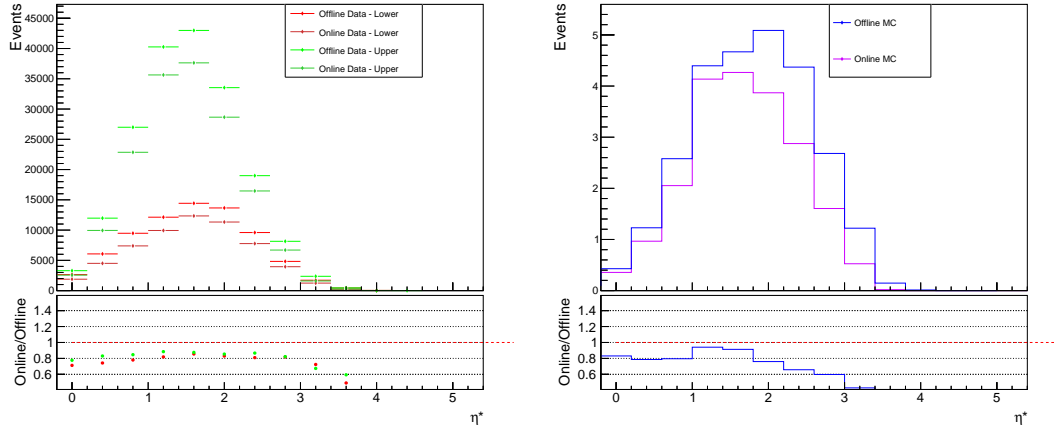 Events
45000
40000
35000
30000
25000
20000
15000
10000
5000
0
Offline Data - Lower
Online Data - Lower
Offline Data - Upper
Online Data - Upper
Online/Offline
1.4
1.2
1
0.8
0.6
0 1 2 3 4 5
η*
Events
5
4
3
2
1
0
Offline MC
Online MC
Online/Offline
1.4
1.2
1
0.8
0.6
0 1 2 3 4 5
η*